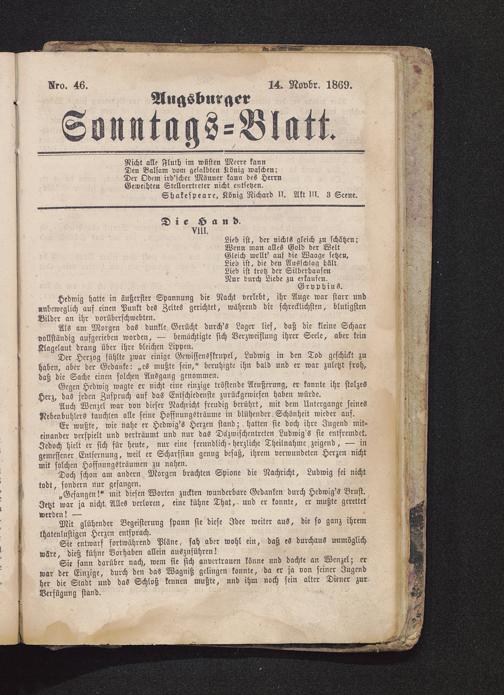 Nro. 46.
14. Novbr. 1869.
Augsburger
Sonntags=Blatt.
Nicht alle Fluth im wüsten Meere kann
Den Balsam vom gesalbten König waschen;
Der Odem ird'scher Männer kann des Herrn
Geweihten Stellvertreter nicht entsetzen.
Shakespeare, König Richard II. Akt III. 3 Scene.
Die Hand.
VIII.
Lieb ist, der nichts gleich zu schätzen;
Wenn man alles Gold der Welt
Gleich wollt' auf die Waage setzen,
Lieb ist, die den Ausschlag hält
Lieb ist trotz der Silberhaufen
Nur durch Liebe zu erkaufen.
Gryphius.
Hedwig hatte in äußerster Spannung die Nacht verlebt, ihr Auge war starr und
unbeweglich auf einen Punkt des Zeltes gerichtet, während die schrecklichsten, blutigsten
Bilder an ihr vorüberschwebten.
Als am Morgen das dunkle Gerücht durch's Lager lief, daß die kleine Schaar
vollständig aufgerieben worden, — bemächtigte sich Verzweiflung ihrer Seele, aber kein
Klagelaut drang über ihre bleichen Lippen.
Der Herzog fühlte zwar einige Gewissensskrupel, Ludwig in den Tod geschickt zu
haben, aber der Gedanke: „es mußte sein,“ beruhigte ihn bald und er war zuletzt froh,
daß die Sache einen solchen Ausgang genommen.
Gegen Hedwig wagte er nicht eine einzige tröstende Aeußerung, er kannte ihr stolzes
Herz, das jeden Zuspruch auf das Entschiedenste zurückgewiesen haben würde.
Auch Wenzel war von dieser Nachricht freudig berührt, mit dem Untergange seines
Nebenbuhlers tauchten alle seine Hoffnungsträume in blühender Schönheit wieder auf.
Er wußte, wie nahe er Hedwig's Herzen stand; hatten sie doch ihre Jugend mit=
einander verspielt und verträumt und nur das Dazwischentreten Ludwig's sie entfremdet.
Jedoch hielt er sich für heute, nur eine freundlich=herzliche Theilnahme zeigend, — in
gemessener Entfernung, weil er Scharfsinn genug besaß, ihrem verwundeten Herzen nicht
mit solchen Hoffnungsträumen zu nahen.
Doch schon am andern Morgen brachten Spione die Nachricht, Ludwig sei nicht
todt, sondern nur gefangen.
„Gefangen!“ mit diesen Worten zuckten wunderbare Gedanken durch Hedwig's Brust.
Jetzt war ja nicht Alles verloren, eine kühne That, und er konnte, er mußte gerettet
werden! —
Mit glühender Begeisterung spann sie diese Idee weiter aus, die so ganz ihrem
thatenlustigen Herzen entsprach.
Sie entwarf fortwährend Pläne, sah aber wohl ein, daß es durchaus unmöglich
wäre, dieß kühne Vorhaben allein auszuführen!
Sie sann darüber nach, wem sie sich anvertrauen könne und dachte an Wenzel; er
war der Einzige, durch den das Wagniß gelingen konnte, da er ja von seiner Jugend
her die Stadt und das Schloß kennen mußte, und ihm noch sein alter Diener zur
Verfügung stand.